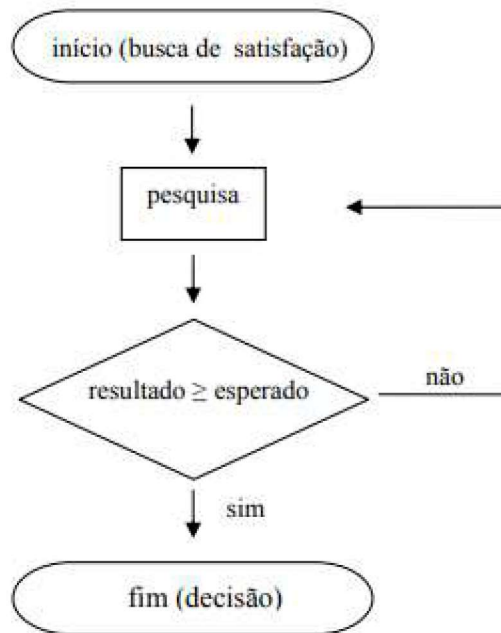 início (busca de satisfação)
pesquisa
resultado ≥ esperado
não
sim
fim (decisão)